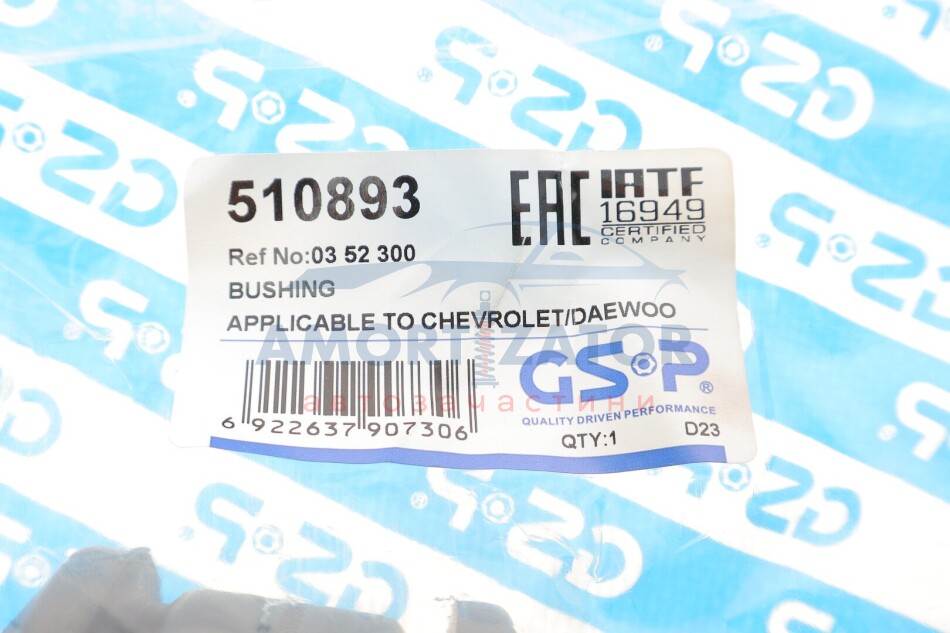 510893
EAC
IATF
16949
CERTIFIED
COMPANY
Ref No:03 52 300
BUSHING
APPLICABLE TO CHEVROLET/DAEWOO
AMORTIZATOR
автозачастини
6 922637 907306
GSP®
QUALITY DRIVEN PERFORMANCE
QTY:1
D23